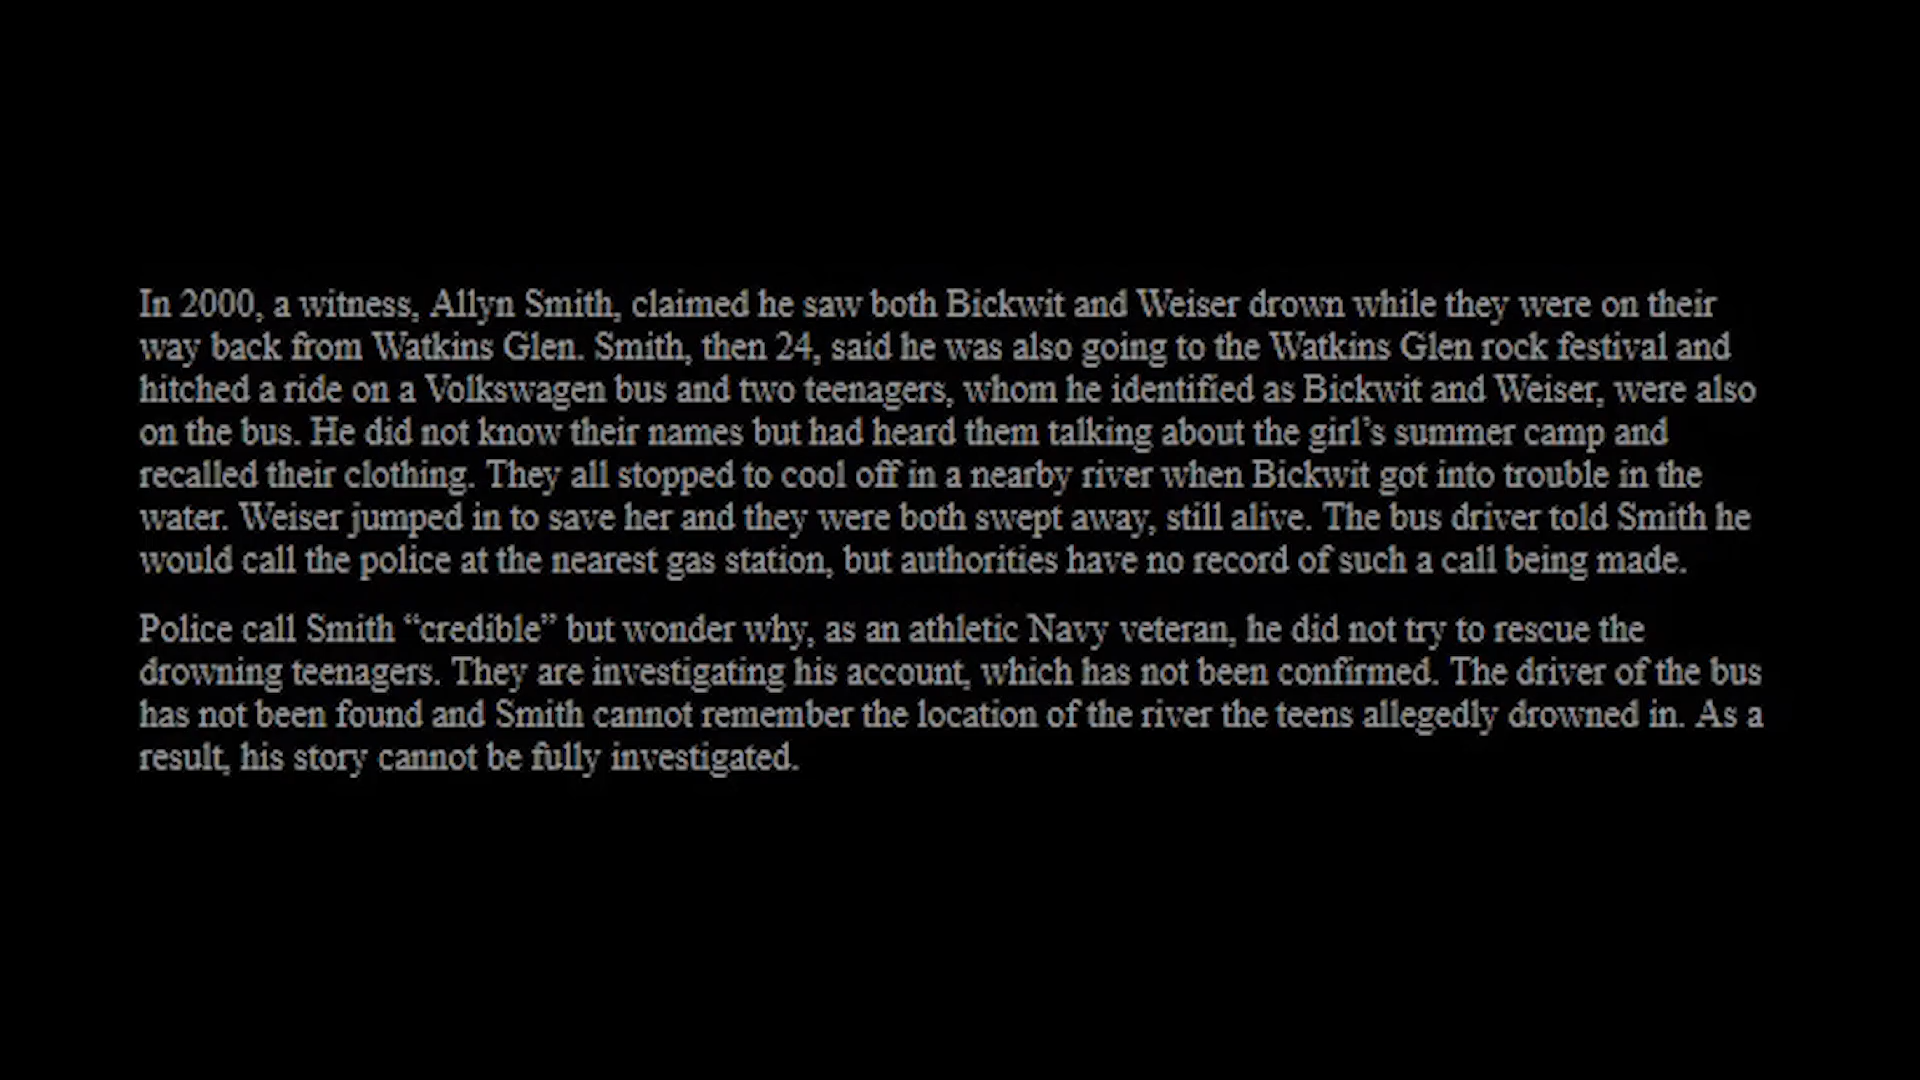 In 2000, a witness, Allyn Smith, claimed he saw both Bickwit and Weiser drown while they were on their
way back from Watkins Glen. Smith, then 24, said he was also going to the Watkins Glen rock festival and
hitched a ride on a Volkswagen bus and two teenagers, whom he identified as Bickwit and Weiser, were also
on the bus. He did not know their names but had heard them talking about the girl’s summer camp and
recalled their clothing. They all stopped to cool off in a nearby river when Bickwit got into trouble in the
water. Weiser jumped in to save her and they were both swept away, still alive. The bus driver told Smith he
would call the police at the nearest gas station, but authorities have no record of such a call being made.
Police call Smith “credible” but wonder why, as an athletic Navy veteran, he did not try to rescue the
drowning teenagers. They are investigating his account, which has not been confirmed. The driver of the bus
has not been found and Smith cannot remember the location of the river the teens allegedly drowned in. As a
result, his story cannot be fully investigated.